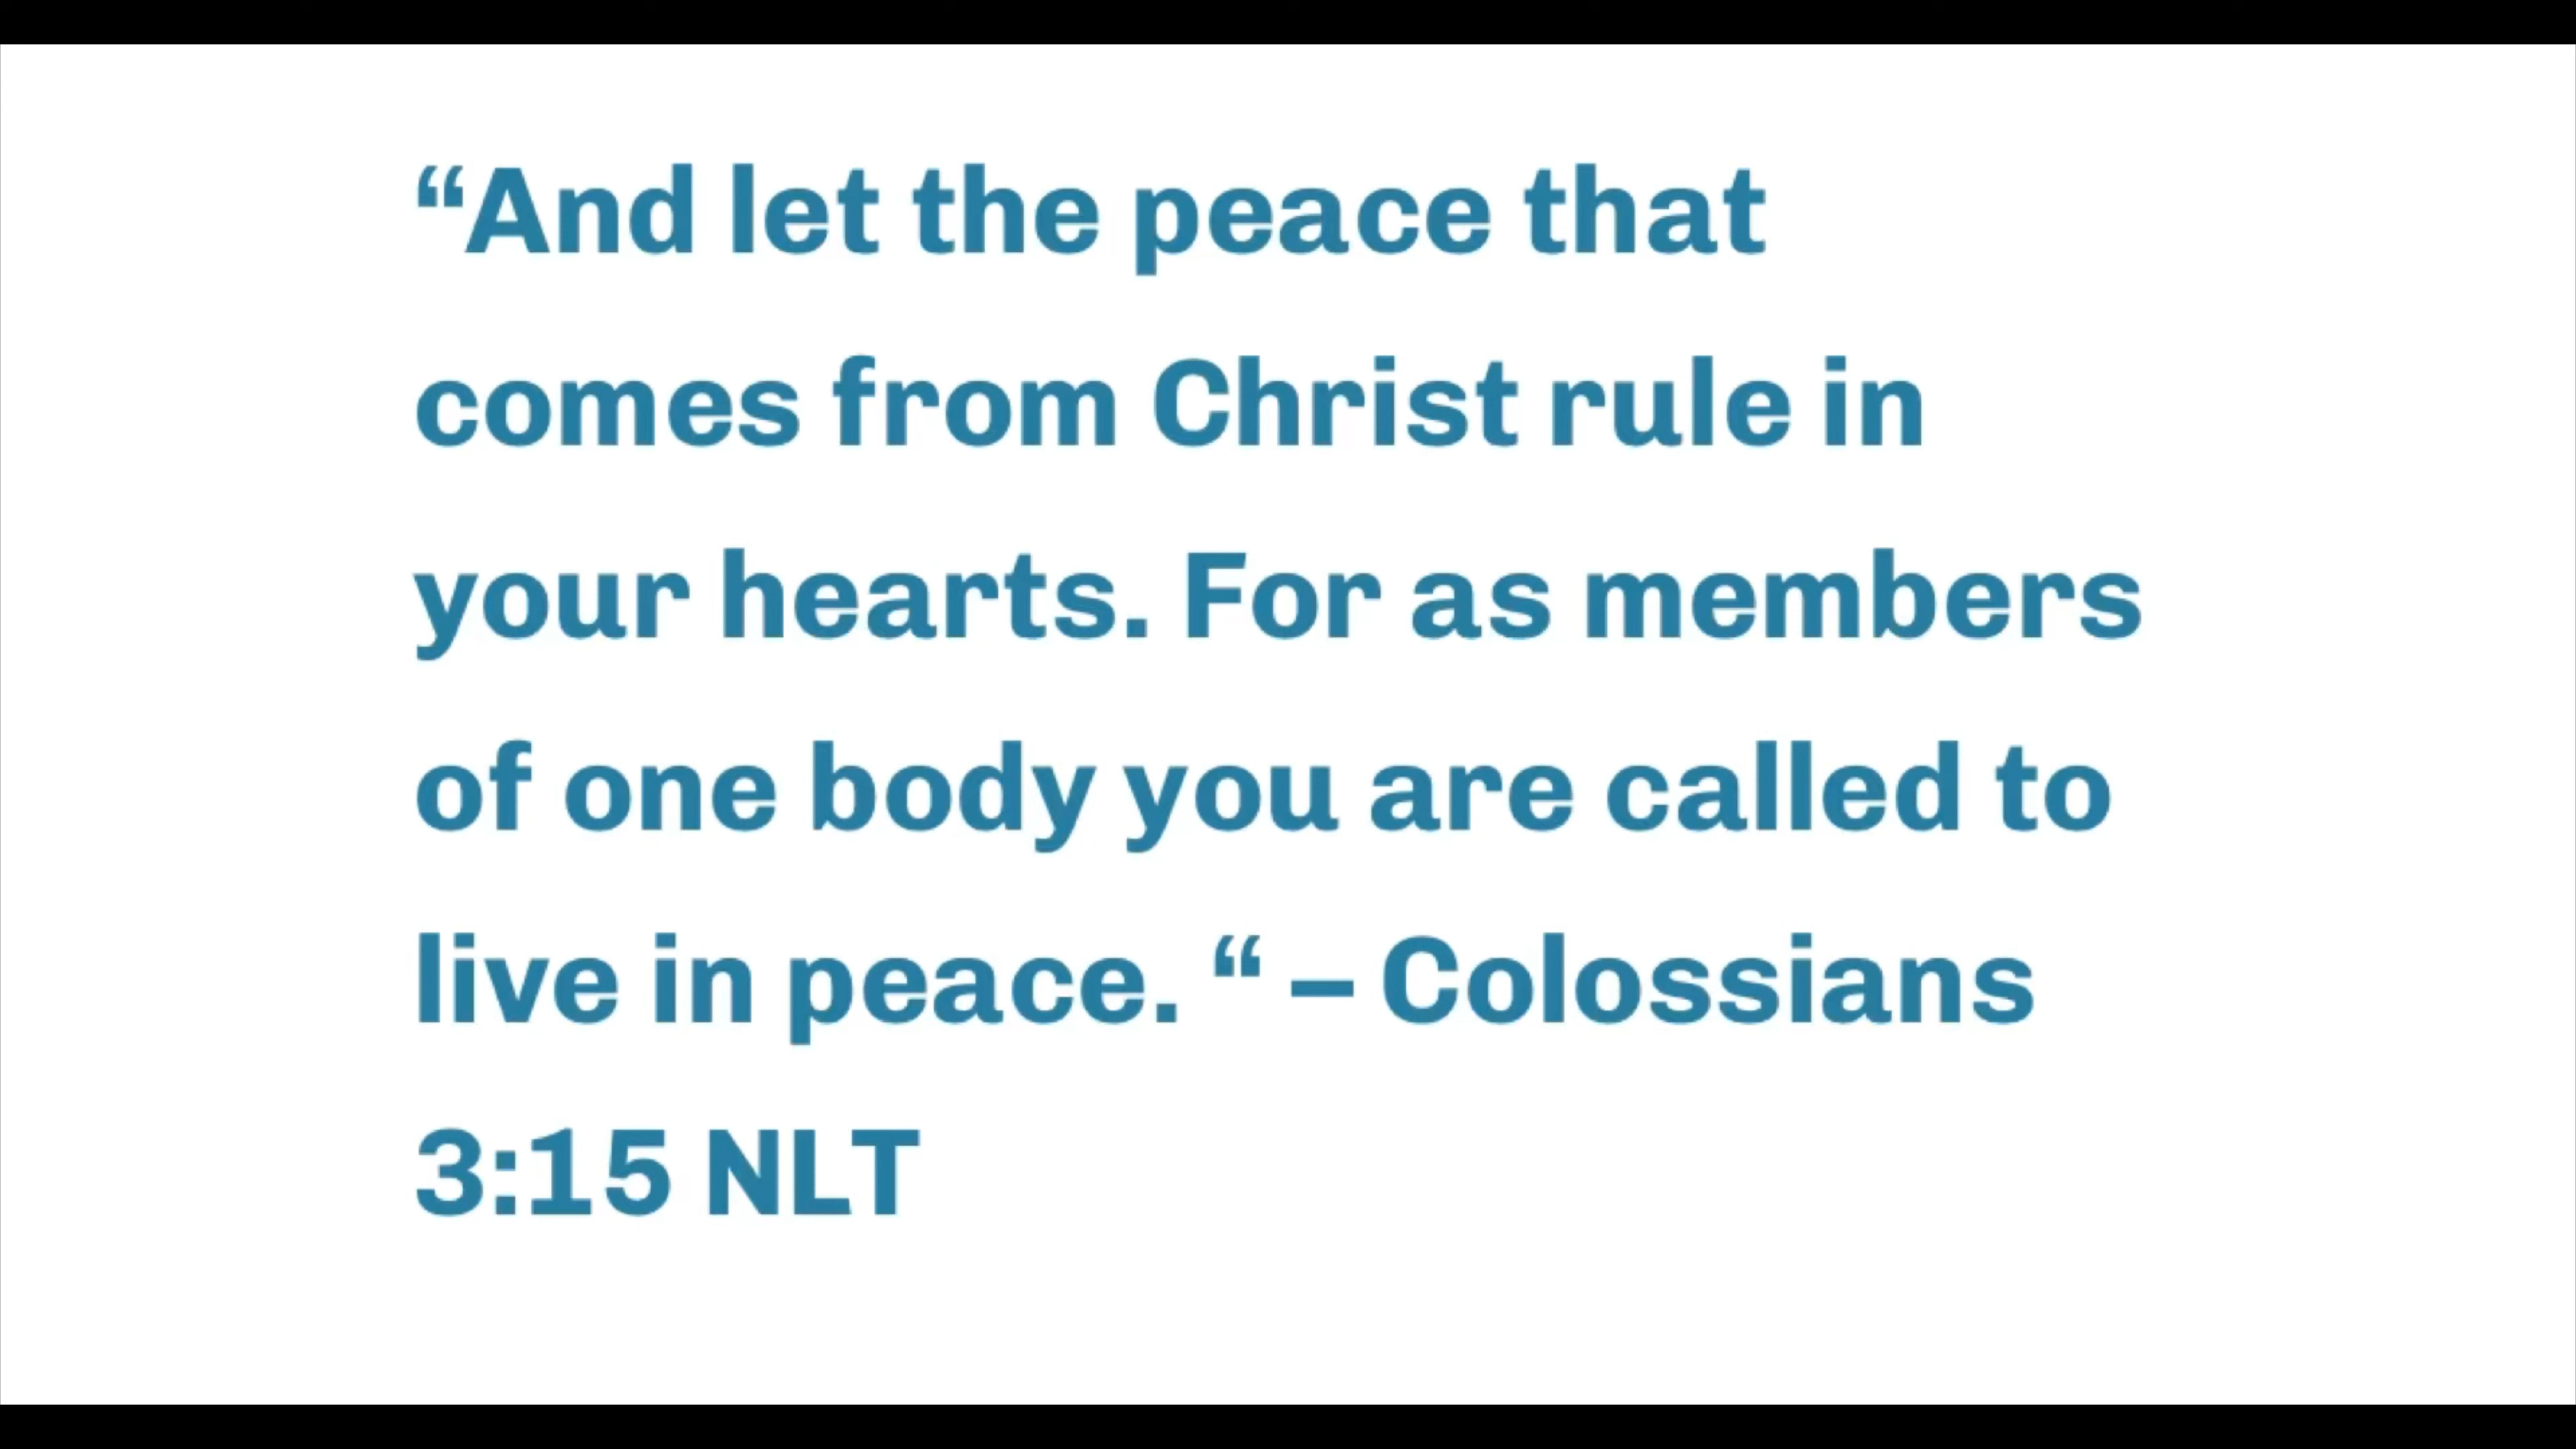 “And let the peace that
comes from Christ rule in
your hearts. For as members
of one body you are called to
live in peace. “ – Colossians
3:15 NLT